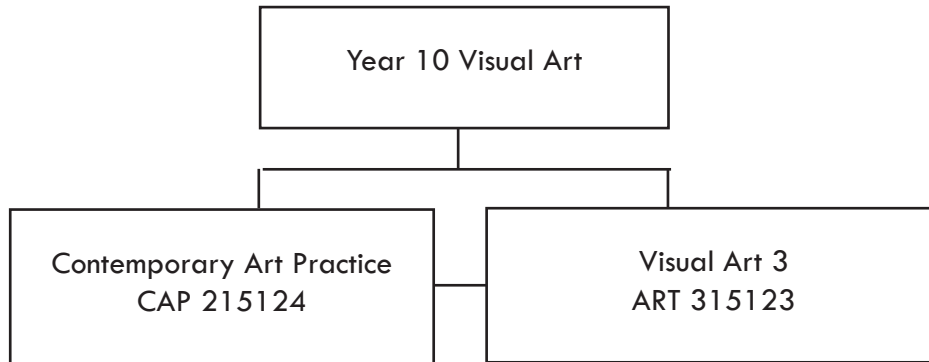 Year 10 Visual Art
Contemporary Art Practice
CAP 215124
Visual Art 3
ART 315123